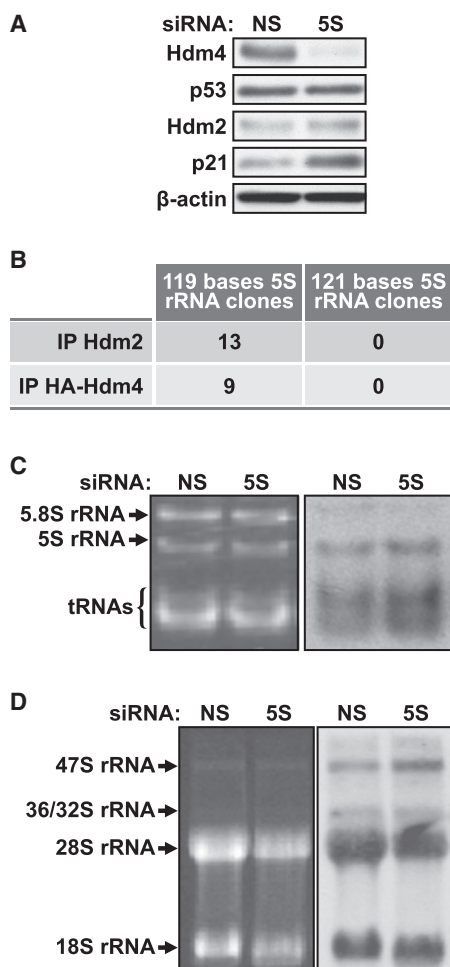 A
siRNA: NS 5S
Hdm4
p53
Hdm2
p21
β-actin
B
119 bases 5S rRNA clones
121 bases 5S rRNA clones
IP Hdm2 13 0
IP HA-Hdm4 9 0
C
siRNA: NS 5S NS 5S
5.8S rRNA
5S rRNA
tRNAs
D
siRNA: NS 5S NS 5S
47S rRNA
36/32S rRNA
28S rRNA
18S rRNA